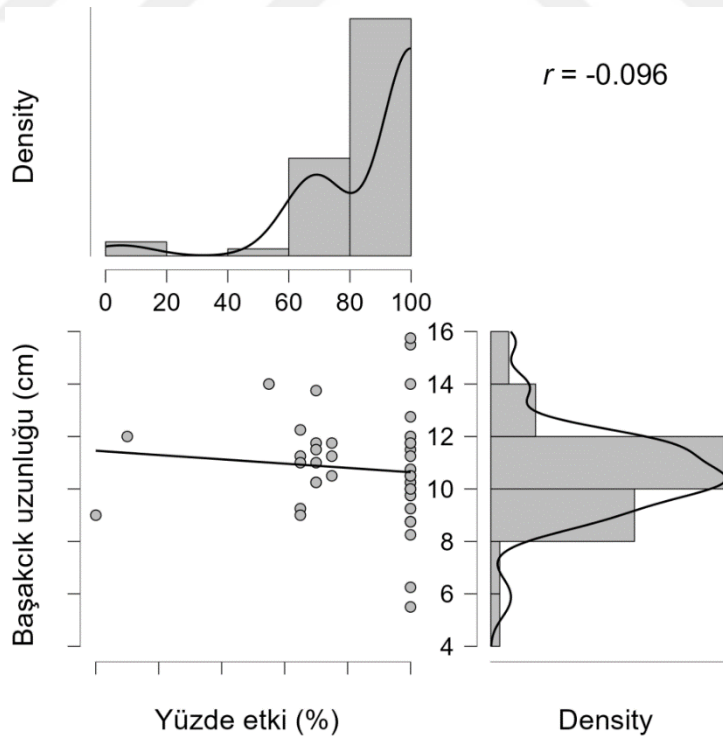 Density
r = -0.096
0 20 40 60 80 100
Başakcık uzunluğu (cm)
16
14
12
10
8
6
4
Yüzde etki (%)
Density